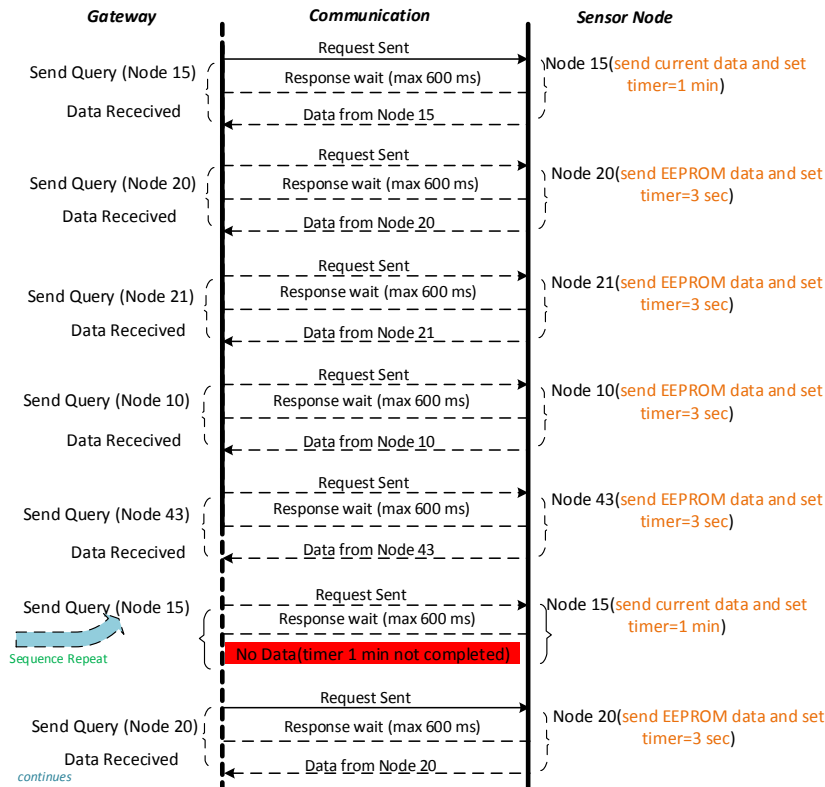 Gateway
Communication
Sensor Node
Request Sent
Send Query (Node 15)
Response wait (max 600 ms)
Node 15(send current data and set
timer=1 min)
Data Rececived
Data from Node 15
Request Sent
Send Query (Node 20)
Response wait (max 600 ms)
Node 20(send EEPROM data and set
timer=3 sec)
Data Rececived
Data from Node 20
Request Sent
Send Query (Node 21)
Response wait (max 600 ms)
Node 21(send EEPROM data and set
timer=3 sec)
Data Rececived
Data from Node 21
Request Sent
Send Query (Node 10)
Response wait (max 600 ms)
Node 10(send EEPROM data and set
timer=3 sec)
Data Rececived
Data from Node 10
Request Sent
Send Query (Node 43)
Response wait (max 600 ms)
Node 43(send EEPROM data and set
timer=3 sec)
Data Rececived
Data from Node 43
Request Sent
Send Query (Node 15)
Response wait (max 600 ms)
Node 15(send current data and set
timer=1 min)
Sequence Repeat
No Data(timer 1 min not completed)
Request Sent
Send Query (Node 20)
Response wait (max 600 ms)
Node 20(send EEPROM data and set
timer=3 sec)
Data Rececived
Data from Node 20
continues